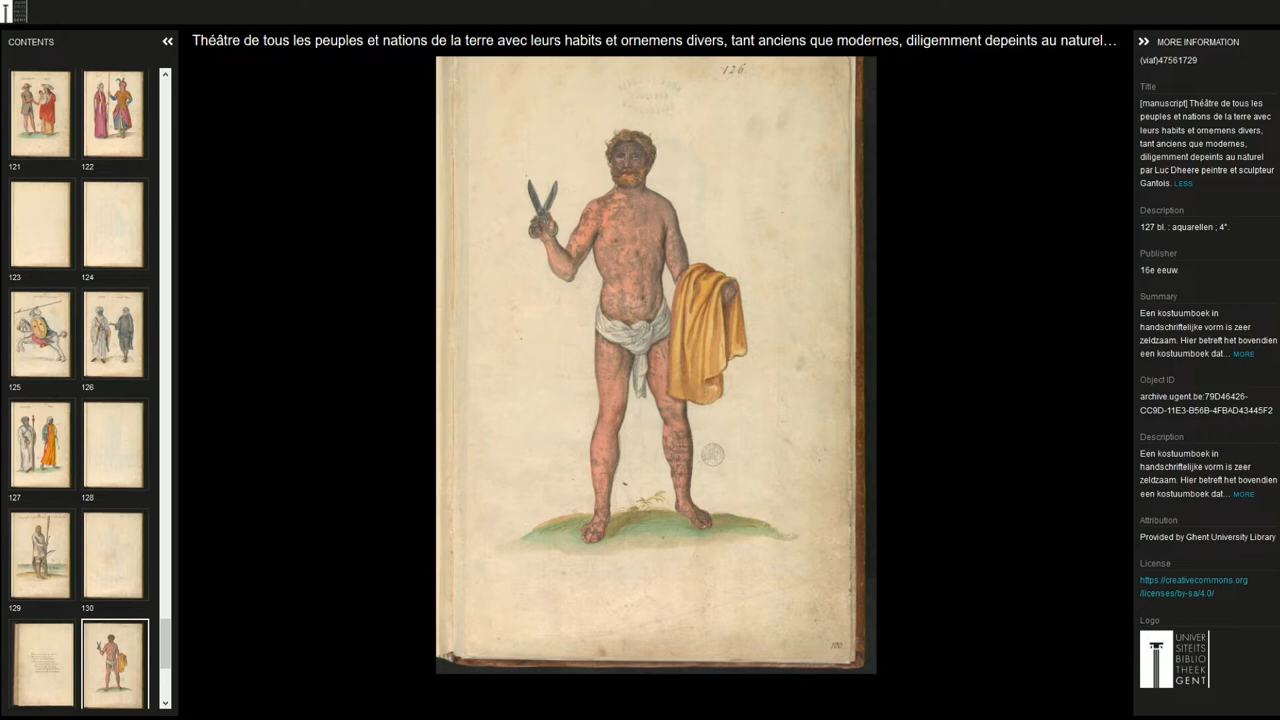 UNIVER
SITEITS
BIBLIO
THEEK
GENT
CONTENTS
Théâtre de tous les peuples et nations de la terre avec leurs habits et ornemens divers, tant anciens que modernes, diligemment depeints au naturel…
121
122
123
124
125
126
127
128
129
130
126.
100.
MORE INFORMATION
(viaf)47561729
Title
[manuscript] Théâtre de tous les
peuples et nations de la terre avec
leurs habits et ornemens divers,
tant anciens que modernes,
diligemment depeints au naturel
par Luc Dheere peintre et sculpteur
Gantois. LESS
Description
127 bl. : aquarellen ; 4°.
Publisher
16e eeuw.
Summary
Een kostuumboek in
handschriftelijke vorm is zeer
zeldzaam. Hier betreft het bovendien
een kostuumboek dat… MORE
Object ID
archive.ugent.be:79D46426-
CC9D-11E3-B56B-4FBAD43445F2
Description
Een kostuumboek in
handschriftelijke vorm is zeer
zeldzaam. Hier betreft het bovendien
een kostuumboek dat… MORE
Attribution
Provided by Ghent University Library
License
https://creativecommons.org
/licenses/by-sa/4.0/
Logo
UNIVER
SITEITS
BIBLIO
THEEK
GENT